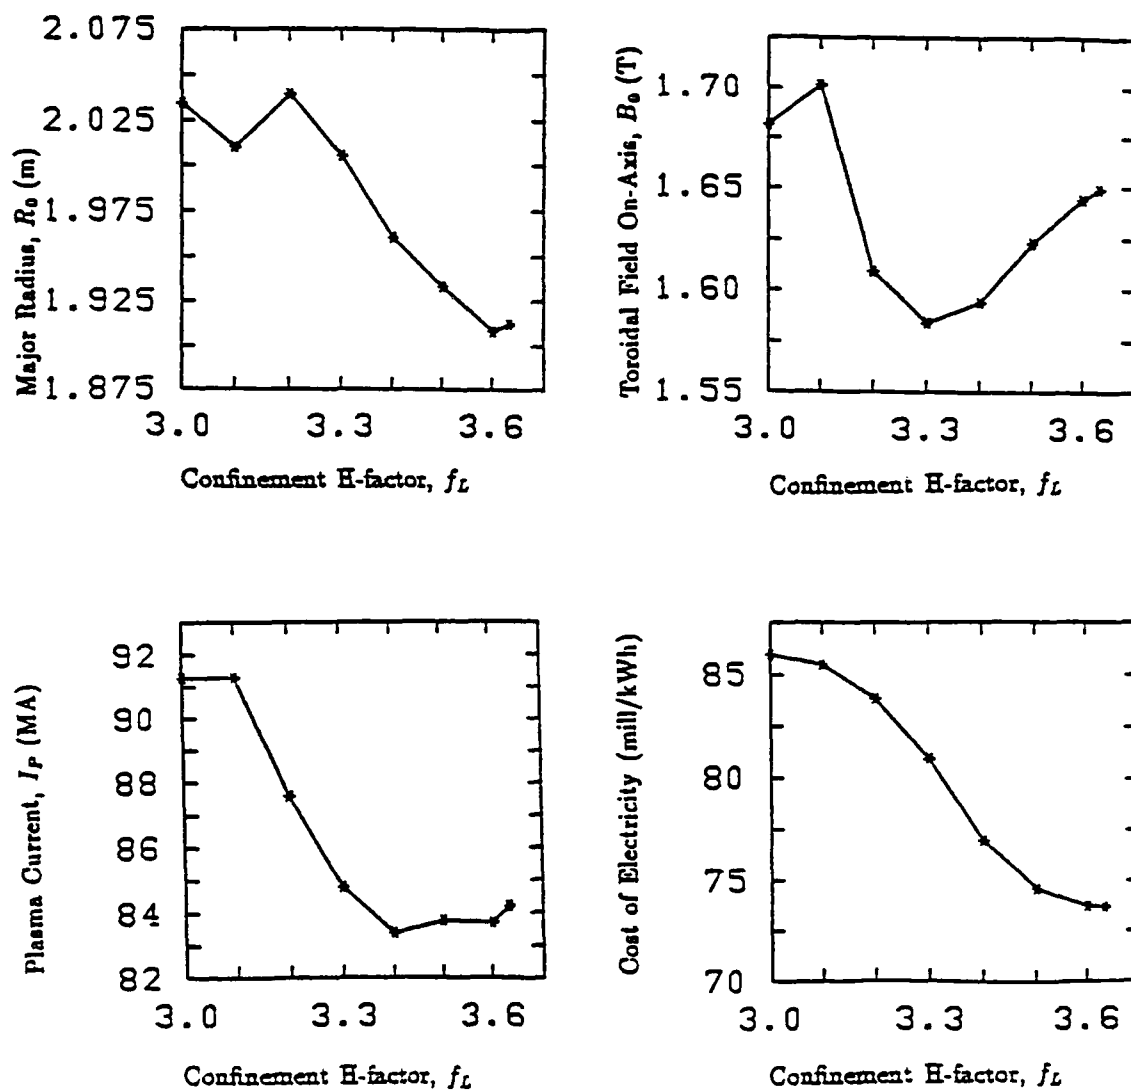 2.075
2.025
1.975
1.925
1.875
3.0 3.3 3.6
Major Radius, R₀ (m)
Confinement H-factor, f_L
1.70
1.65
1.60
1.55
3.0 3.3 3.6
Toroidal Field On-Axis, B₀ (T)
Confinement H-factor, f_L
92
90
88
86
84
82
3.0 3.3 3.6
Plasma Current, I_P (MA)
Confinement H-factor, f_L
85
80
75
70
3.0 3.3 3.6
Cost of Electricity (mill/kWh)
Confinement H-factor, f_L